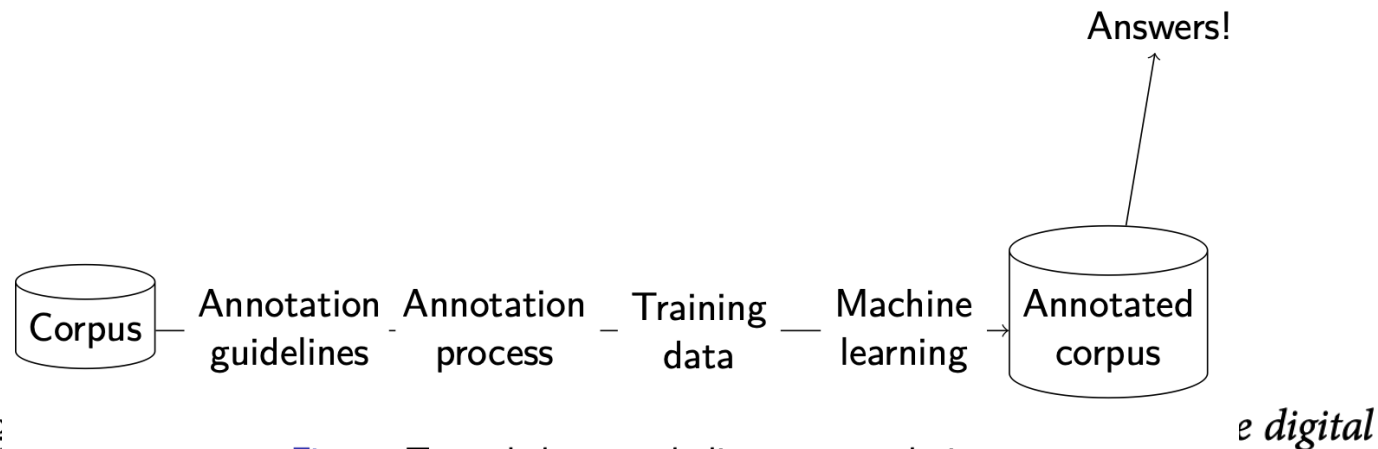 Answers!
Corpus
Annotation
guidelines
Annotation
process
Training
data
Machine
learning
Annotated
corpus
e digital